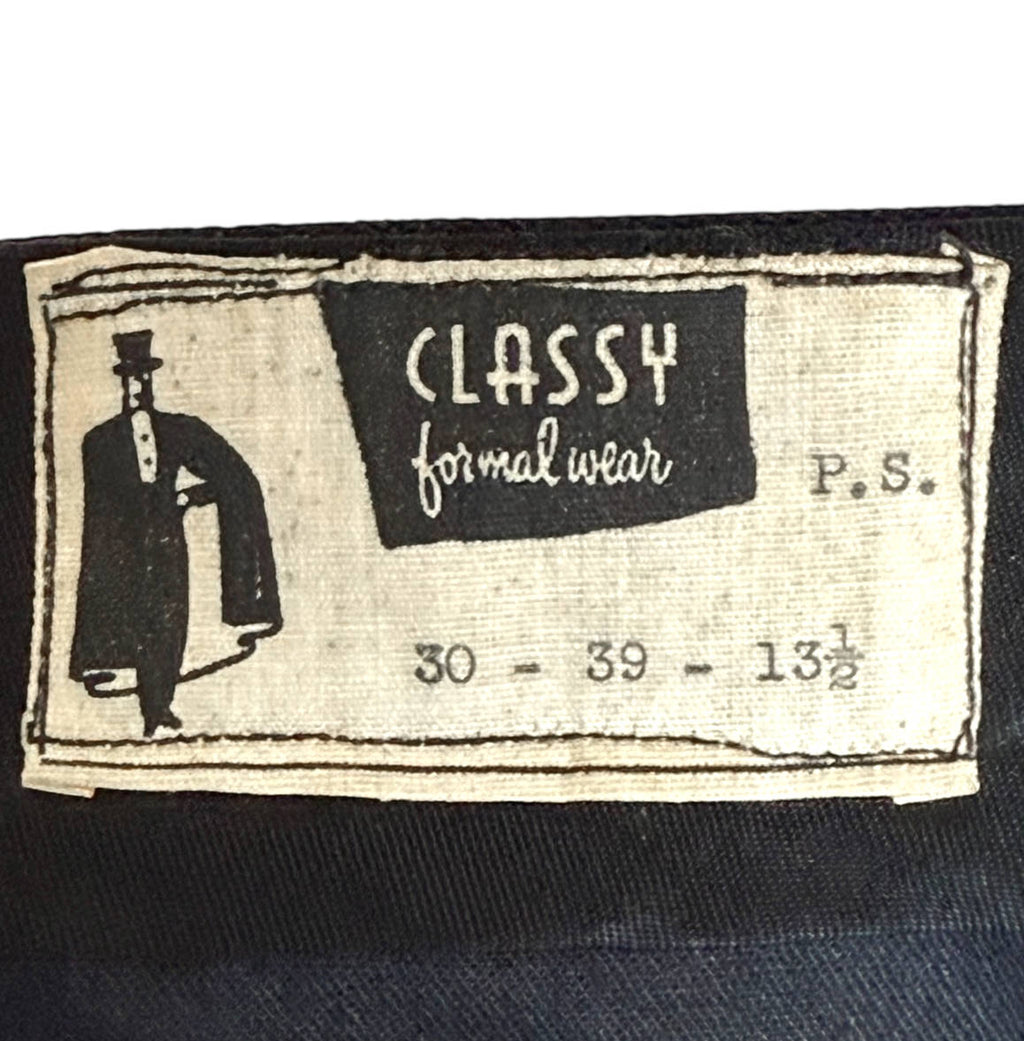 CLASSY
formal wear
P.S.
30 - 39 - 13½